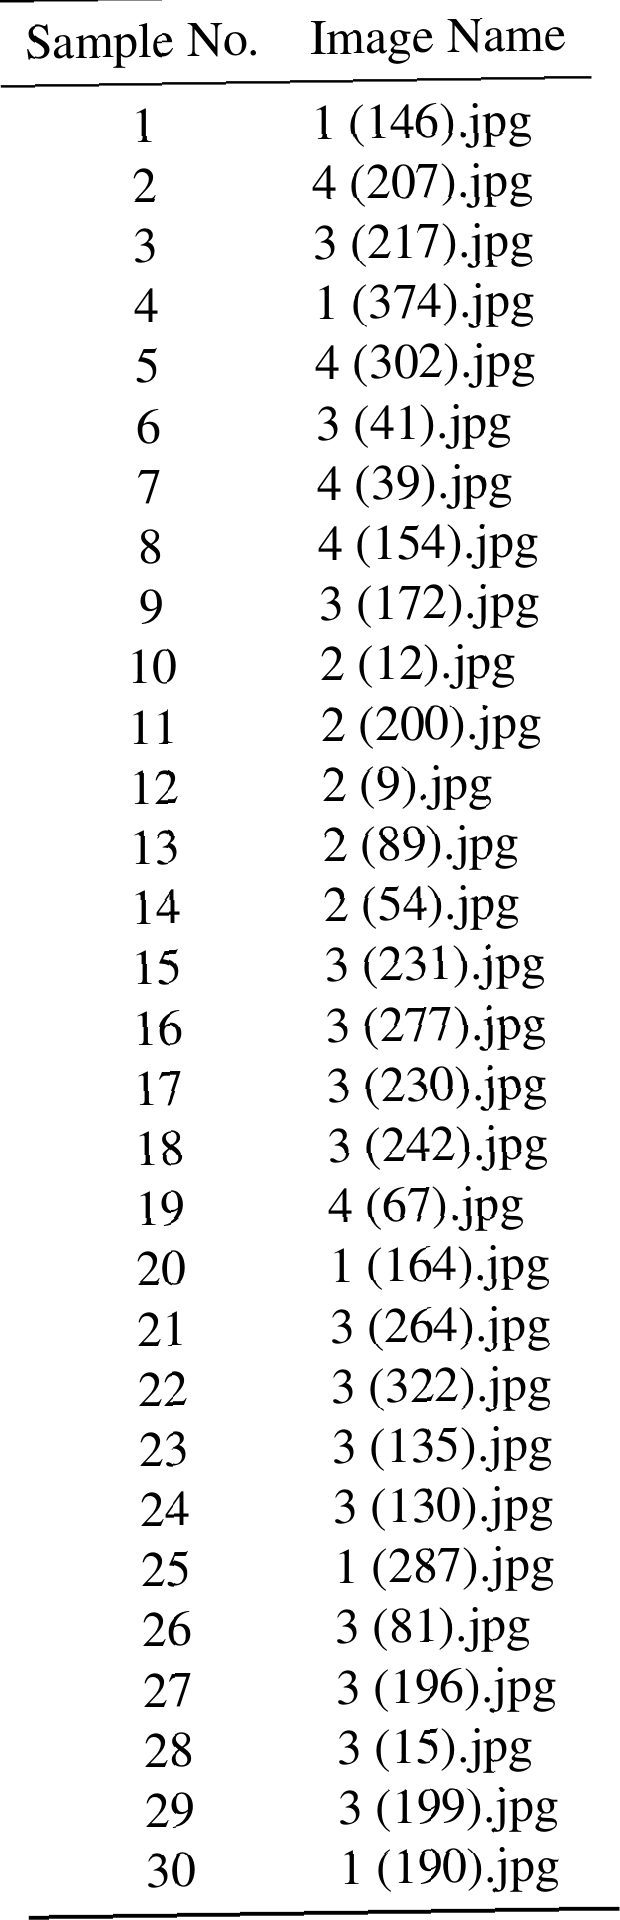 Sample No. Image Name
1 1 (146).jpg
2 4 (207).jpg
3 3 (217).jpg
4 1 (374).jpg
5 4 (302).jpg
6 3 (41).jpg
7 4 (39).jpg
8 4 (154).jpg
9 3 (172).jpg
10 2 (12).jpg
11 2 (200).jpg
12 2 (9).jpg
13 2 (89).jpg
14 2 (54).jpg
15 3 (231).jpg
16 3 (277).jpg
17 3 (230).jpg
18 3 (242).jpg
19 4 (67).jpg
20 1 (164).jpg
21 3 (264).jpg
22 3 (322).jpg
23 3 (135).jpg
24 3 (130).jpg
25 1 (287).jpg
26 3 (81).jpg
27 3 (196).jpg
28 3 (15).jpg
29 3 (199).jpg
30 1 (190).jpg